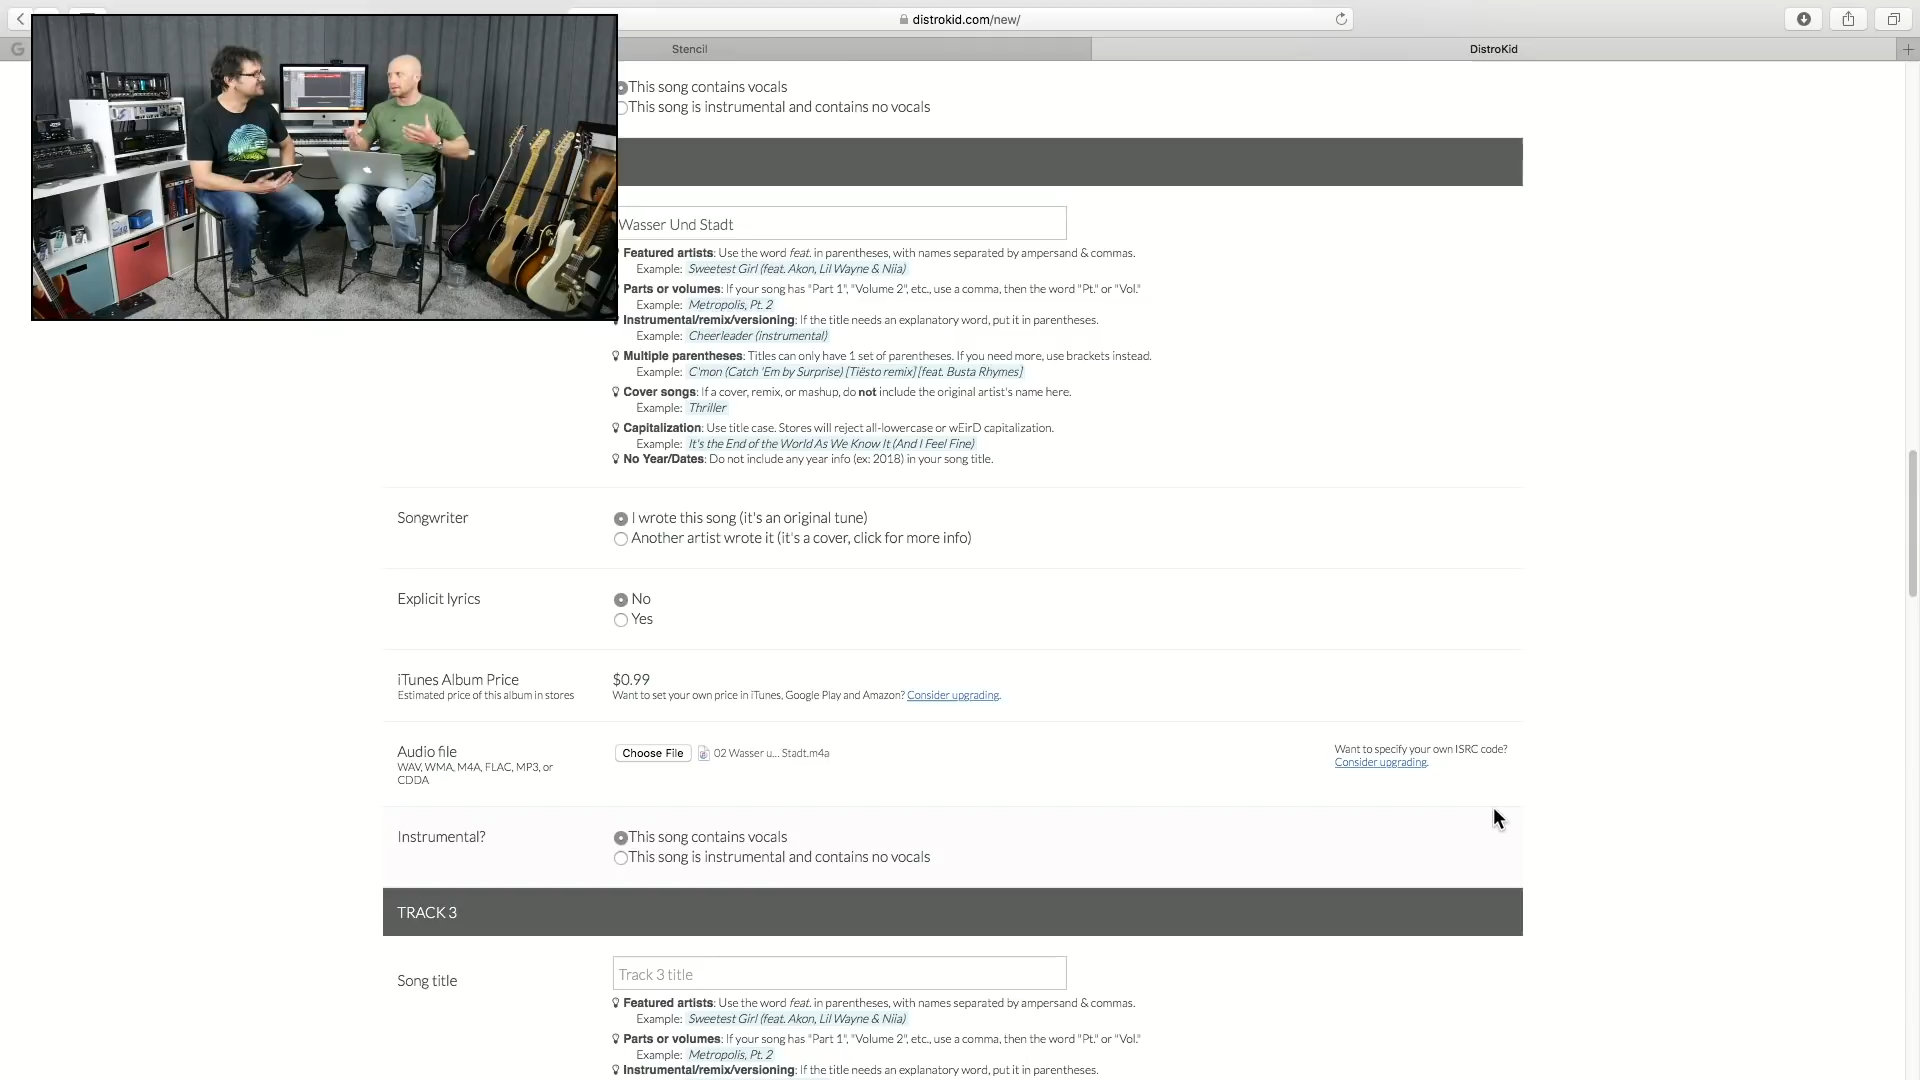 distrokid.com/new/
Stencil
DistroKid
This song contains vocals
This song is instrumental and contains no vocals
Wasser Und Stadt
Featured artists: Use the word feat. in parentheses, with names separated by ampersand & commas.
Example: Sweetest Girl (feat. Akon, Lil Wayne & Niia)
Parts or volumes: If your song has "Part 1", "Volume 2", etc., use a comma, then the word "Pt." or "Vol."
Example: Metropolis, Pt. 2
Instrumental/remix/versioning: If the title needs an explanatory word, put it in parentheses.
Example: Cheerleader (instrumental)
Multiple parentheses: Titles can only have 1 set of parentheses. If you need more, use brackets instead.
Example: C'mon (Catch 'Em by Surprise) [Tiësto remix] [feat. Busta Rhymes]
Cover songs: If a cover, remix, or mashup, do not include the original artist's name here.
Example: Thriller
Capitalization: Use title case. Stores will reject all-lowercase or wEirD capitalization.
Example: It's the End of the World As We Know It (And I Feel Fine)
No Year/Dates: Do not include any year info (ex: 2018) in your song title.
Songwriter
I wrote this song (it's an original tune)
Another artist wrote it (it's a cover, click for more info)
Explicit lyrics
No
Yes
iTunes Album Price
Estimated price of this album in stores
$0.99
Want to set your own price in iTunes, Google Play and Amazon? Consider upgrading.
Audio file
WAV, WMA, M4A, FLAC, MP3, or
CDDA
Choose File
02 Wasser u... Stadt.m4a
Want to specify your own ISRC code?
Consider upgrading.
Instrumental?
This song contains vocals
This song is instrumental and contains no vocals
TRACK 3
Song title
Track 3 title
Featured artists: Use the word feat. in parentheses, with names separated by ampersand & commas.
Example: Sweetest Girl (feat. Akon, Lil Wayne & Niia)
Parts or volumes: If your song has "Part 1", "Volume 2", etc., use a comma, then the word "Pt." or "Vol."
Example: Metropolis, Pt. 2
Instrumental/remix/versioning: If the title needs an explanatory word, put it in parentheses.